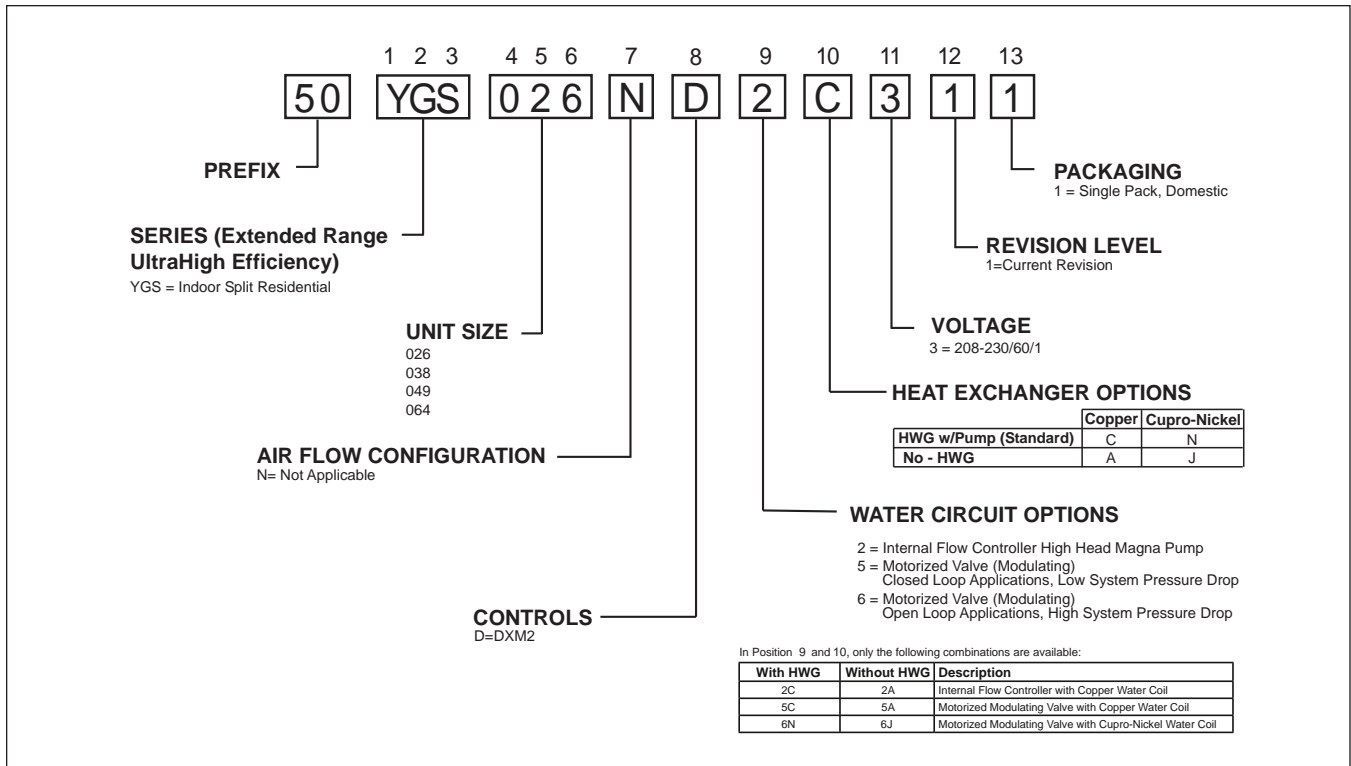 1 2 3 4 5 6 7 8 9 10 11 12 13
50 YGS 026 N D 2 C 3 1 1
PREFIX
PACKAGING
1 = Single Pack, Domestic
SERIES (Extended Range
UltraHigh Efficiency)
YGS = Indoor Split Residential
REVISION LEVEL
1=Current Revision
UNIT SIZE
026
038
049
064
VOLTAGE
3 = 208-230/60/1
HEAT EXCHANGER OPTIONS
Copper Cupro-Nickel
HWG w/Pump (Standard) C N
No - HWG A J
AIR FLOW CONFIGURATION
N= Not Applicable
WATER CIRCUIT OPTIONS
2 = Internal Flow Controller High Head Magna Pump
5 = Motorized Valve (Modulating)
Closed Loop Applications, Low System Pressure Drop
6 = Motorized Valve (Modulating)
Open Loop Applications, High System Pressure Drop
CONTROLS
D=DXM2
In Position 9 and 10, only the following combinations are available:
With HWG Without HWG Description
2C 2A Internal Flow Controller with Copper Water Coil
5C 5A Motorized Modulating Valve with Copper Water Coil
6N 6J Motorized Modulating Valve with Cupro-Nickel Water Coil